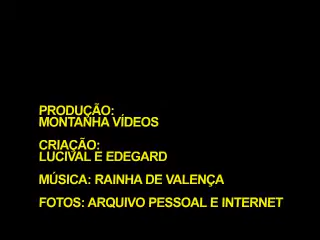 PRODUÇÃO:
MONTANHA VÍDEOS
CRIAÇÃO:
LUCIVAL E EDEGARD
MÚSICA: RAINHA DE VALENÇA
FOTOS: ARQUIVO PESSOAL E INTERNET